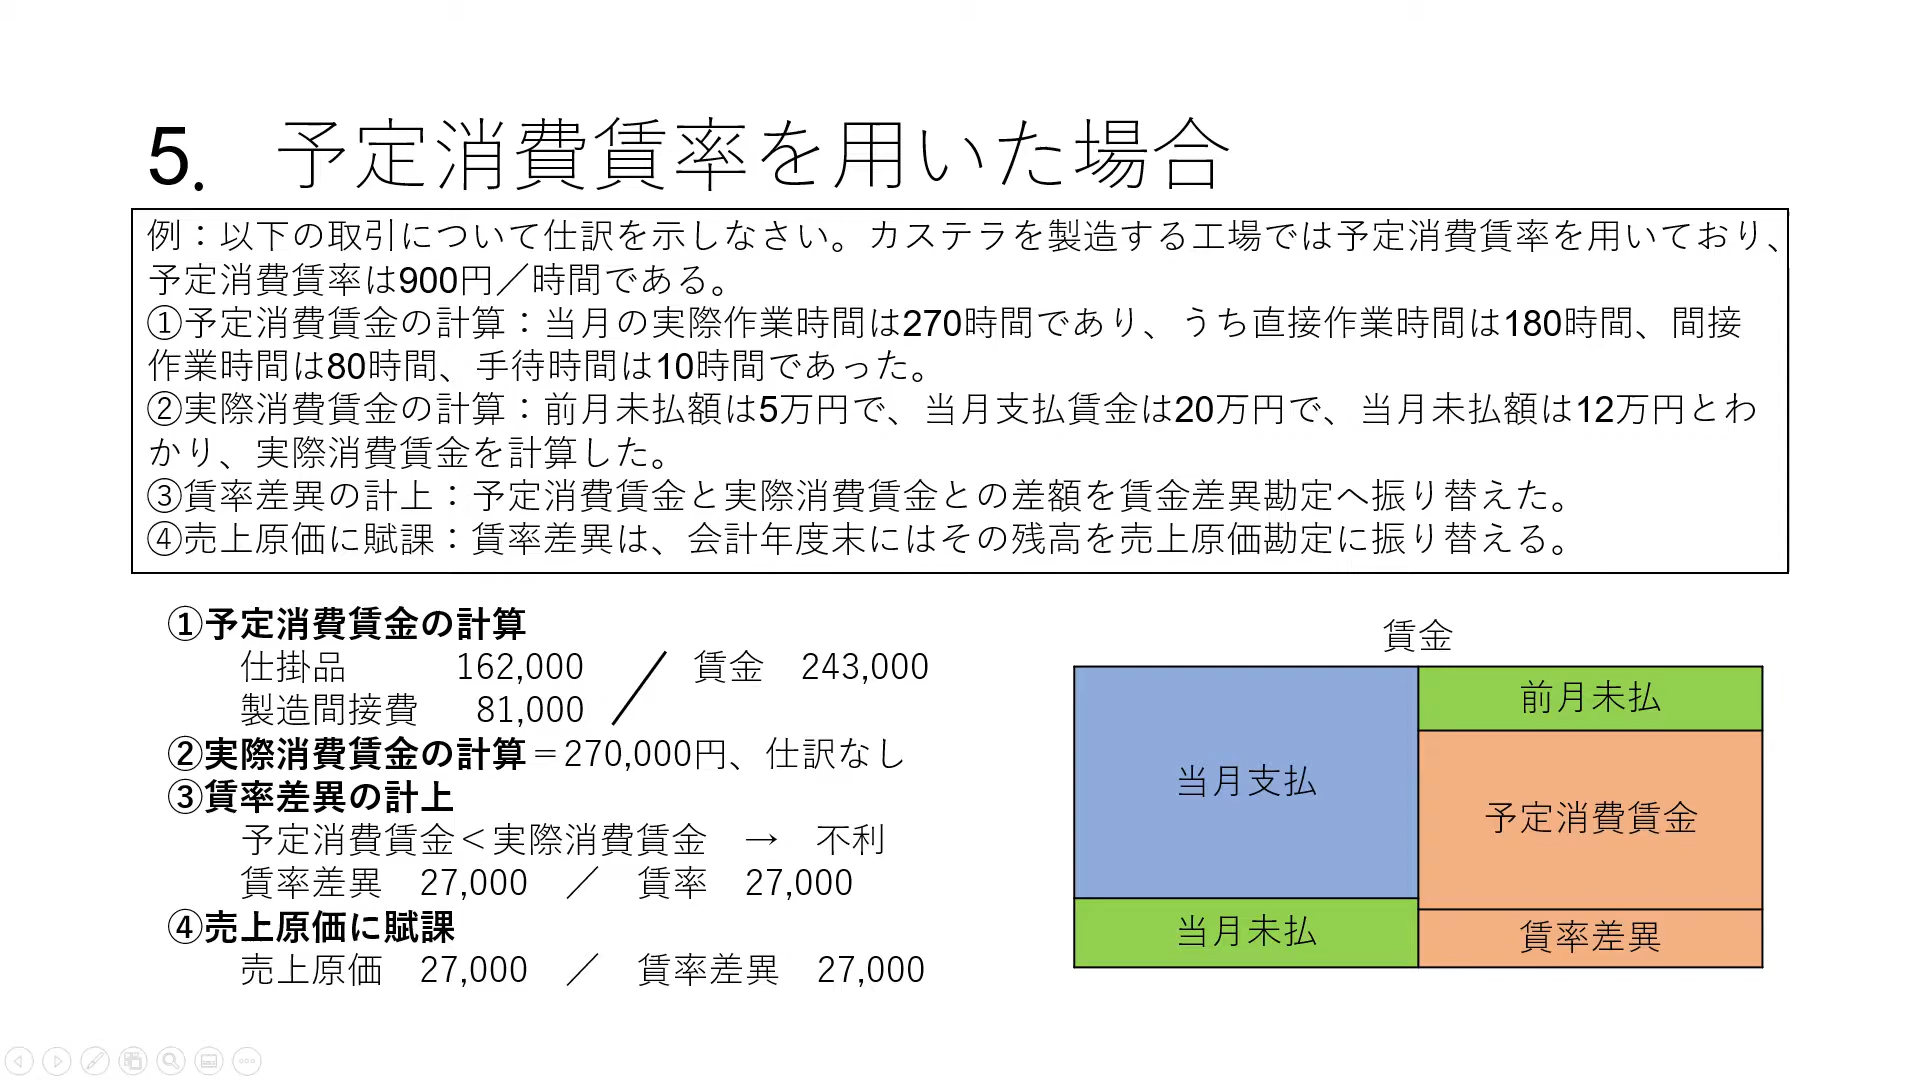 5． 予定消費賃率を用いた場合
例：以下の取引について仕訳を示しなさい。カステラを製造する工場では予定消費賃率を用いており、
予定消費賃率は900円／時間である。
①予定消費賃金の計算：当月の実際作業時間は270時間であり、うち直接作業時間は180時間、間接
作業時間は80時間、手待時間は10時間であった。
②実際消費賃金の計算：前月未払額は5万円で、当月支払賃金は20万円で、当月未払額は12万円とわ
かり、実際消費賃金を計算した。
③賃率差異の計上：予定消費賃金と実際消費賃金との差額を賃金差異勘定へ振り替えた。
④売上原価に賦課：賃率差異は、会計年度末にはその残高を売上原価勘定に振り替える。
①予定消費賃金の計算
仕掛品 162,000 ／ 賃金 243,000
製造間接費 81,000
②実際消費賃金の計算＝270,000円、仕訳なし
③賃率差異の計上
予定消費賃金＜実際消費賃金 → 不利
賃率差異 27,000 ／ 賃率 27,000
④売上原価に賦課
売上原価 27,000 ／ 賃率差異 27,000
賃金
当月支払
当月未払
前月未払
予定消費賃金
賃率差異